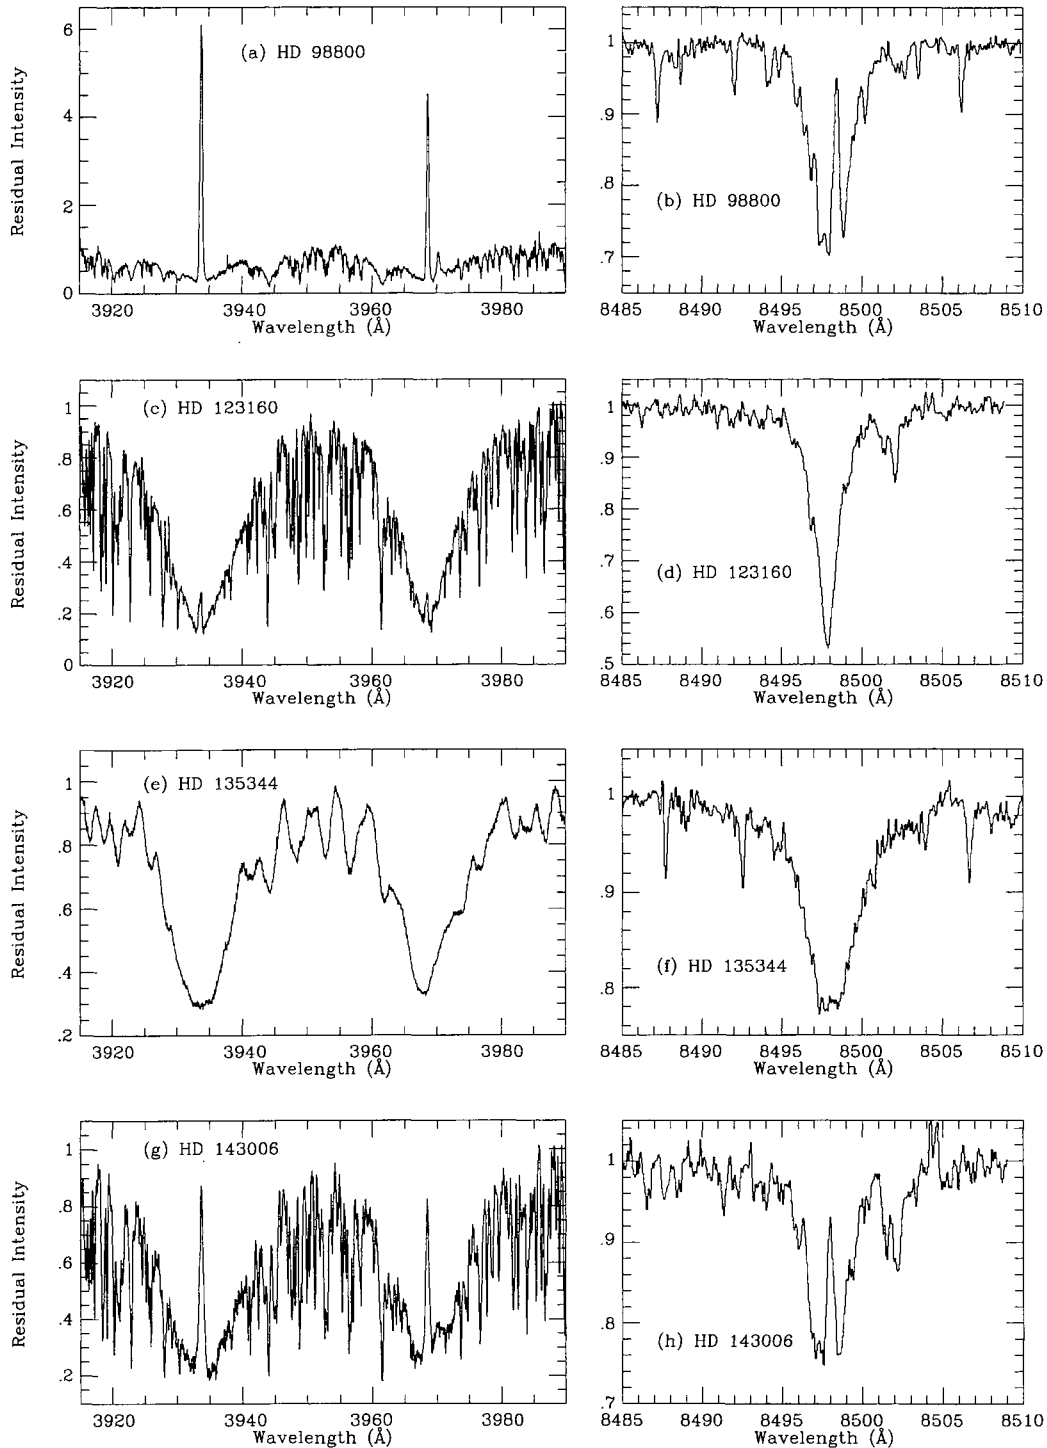 6
4
2
0
Residual Intensity
(a) HD 98800
3920 3940 3960 3980
Wavelength (Å)
1
.9
.8
.7
(b) HD 98800
8485 8490 8495 8500 8505 8510
Wavelength (Å)
1
.8
.6
.4
.2
0
Residual Intensity
(c) HD 123160
3920 3940 3960 3980
Wavelength (Å)
1
.9
.8
.7
.6
.5
(d) HD 123160
8485 8490 8495 8500 8505 8510
Wavelength (Å)
1
.8
.6
.4
.2
Residual Intensity
(e) HD 135344
3920 3940 3960 3980
Wavelength (Å)
1
.9
.8
(f) HD 135344
8485 8490 8495 8500 8505 8510
Wavelength (Å)
1
.8
.6
.4
.2
Residual Intensity
(g) HD 143006
3920 3940 3960 3980
Wavelength (Å)
1
.9
.8
.7
(h) HD 143006
8485 8490 8495 8500 8505 8510
Wavelength (Å)